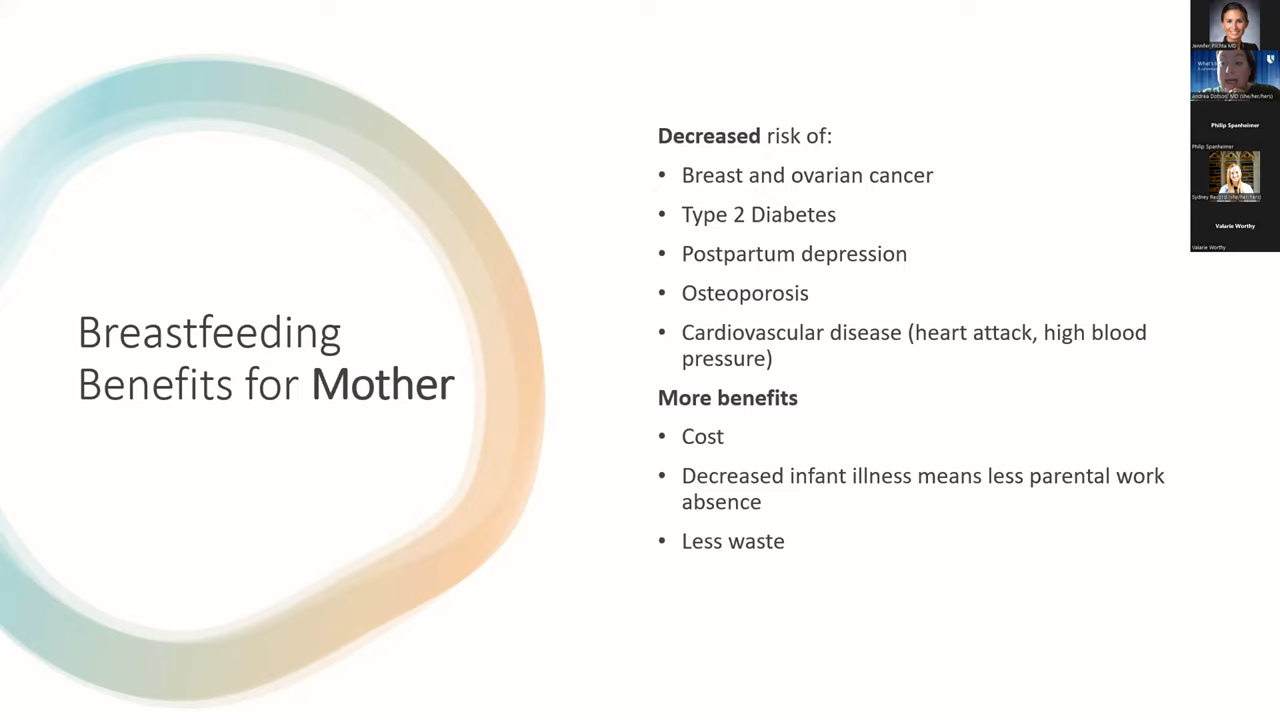 Breastfeeding
Benefits for Mother
Decreased risk of:
• Breast and ovarian cancer
• Type 2 Diabetes
• Postpartum depression
• Osteoporosis
• Cardiovascular disease (heart attack, high blood
pressure)
More benefits
• Cost
• Decreased infant illness means less parental work
absence
• Less waste
Jennifer Plichta MD
What's
Andrea Dotson, MD (she/her/hers)
Philip Spanheimer
Philip Spanheimer
Sydney Record (she/her/hers)
Valarie Worthy
Valarie Worthy